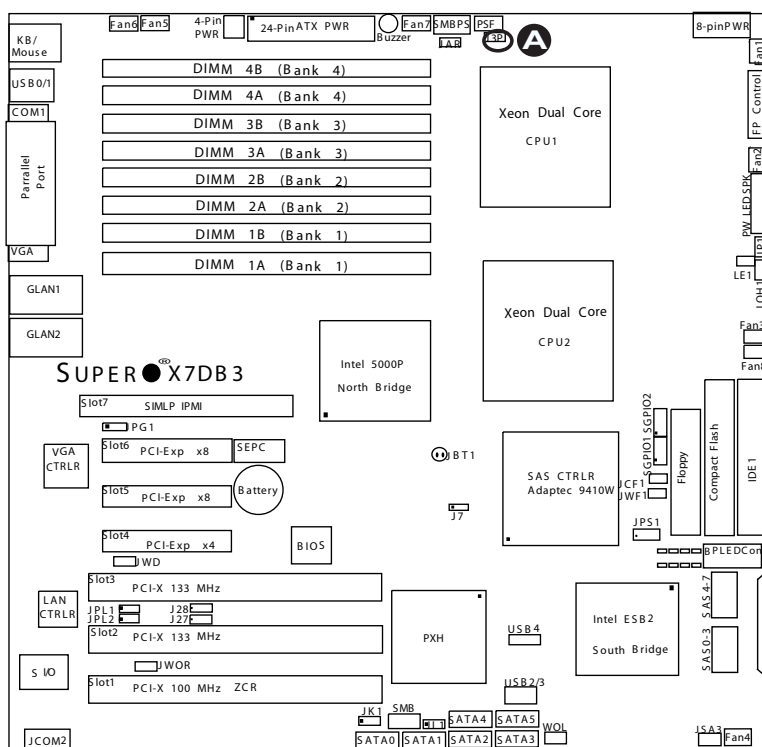 Fan6 Fan5
4-Pin
PWR
24-Pin ATX PWR
Buzzer
Fan7
SMBPS
PSF
JAR
J3P
A
8-pinPWR
KB/
Mouse
USB0/1
COM1
Parrallel
Port
VGA
GLAN1
GLAN2
DIMM 4B (Bank 4)
DIMM 4A (Bank 4)
DIMM 3B (Bank 3)
DIMM 3A (Bank 3)
DIMM 2B (Bank 2)
DIMM 2A (Bank 2)
DIMM 1B (Bank 1)
DIMM 1A (Bank 1)
Xeon Dual Core
CPU1
Xeon Dual Core
CPU2
Fan1
FP Control
Fan2
PW LED SPK
JP1
LE1
JOH1
Fan3
Fan8
Intel 5000P
North Bridge
SUPER ® X7DB3
Slot7
SIMLP IPMI
JPG1
Slot6
PCI-Exp x8
SEPC
VGA
CTRLR
Slot5
PCI-Exp x8
Battery
Slot4
PCI-Exp x4
BIOS
JWD
JBT1
J7
SAS CTRLR
Adaptec 9410W
SGPIO1 SGPIO2
JCF1
JWF1
JPS1
Floppy
Compact Flash
IDE1
BPLEDCon
SAS4-7
SAS0-3
Slot3
PCI-X 133 MHz
LAN
CTRLR
JPL1
JPL2
J28
J27
Slot2
PCI-X 133 MHz
S I/O
JWOR
Slot1
PCI-X 100 MHz ZCR
PXH
USB4
USB2/3
Intel ESB2
South Bridge
JCOM2
JK1
SMB
JL1
SATA4
SATA5
SATA0
SATA1
SATA2
SATA3
WOL
JSA3
Fan4